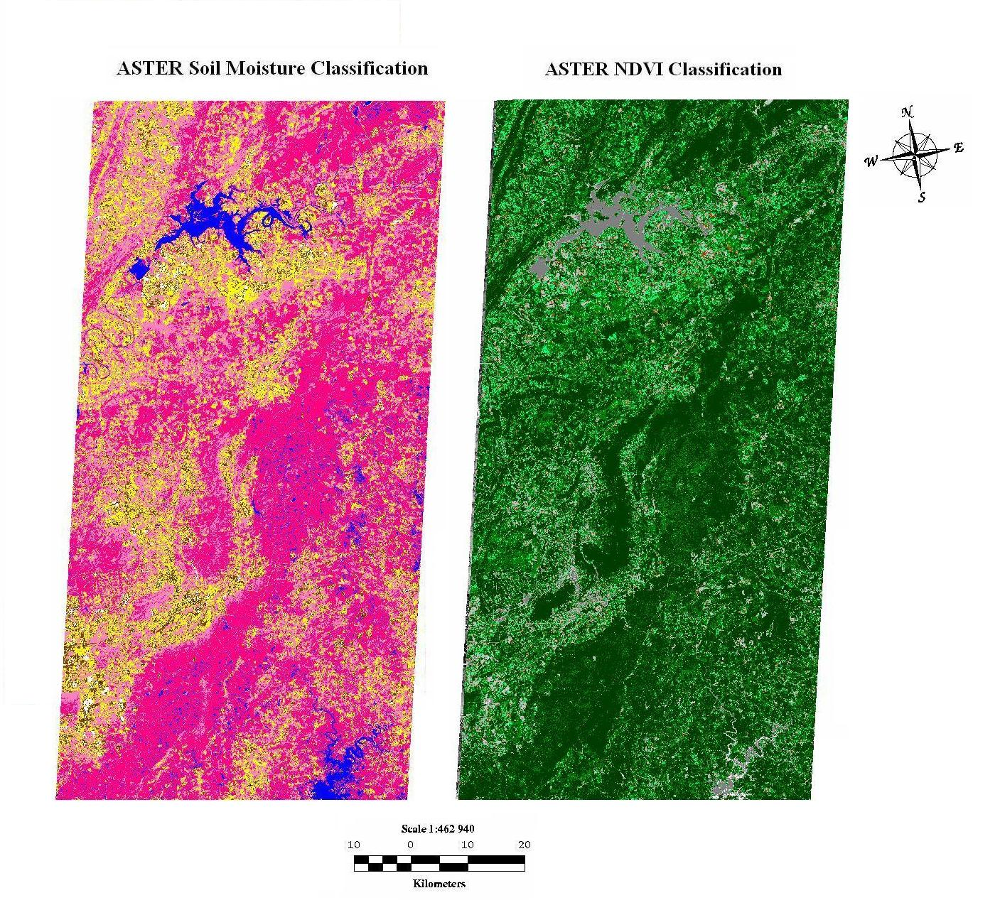 ASTER Soil Moisture Classification
ASTER NDVI Classification
N
W
E
S
Scale 1:462 940
10 0 10 20
Kilometers